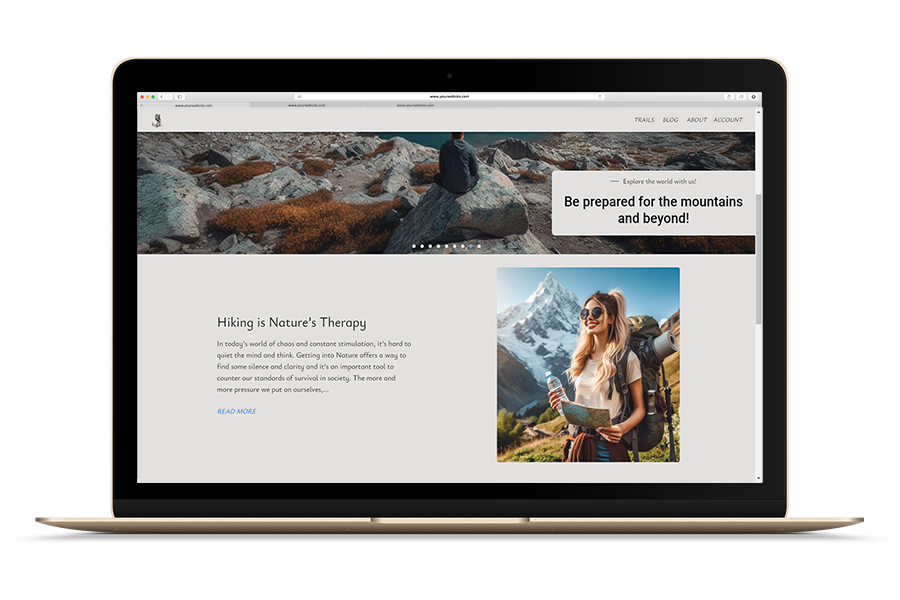 www.yourwebsite.com
www.yourwebsite.com
www.yourwebsite.com
www.yourwebsite.com
TRAILS BLOG ABOUT ACCOUNT
Explore the world with us!
Be prepared for the mountains
and beyond!
Hiking is Nature's Therapy
In today's world of chaos and constant stimulation, it's hard to
quiet the mind and think. Getting into Nature offers a way to
find some silence and clarity and it's an important tool to
counter our standards of survival in society. The more and
more pressure we put on ourselves,...
READ MORE